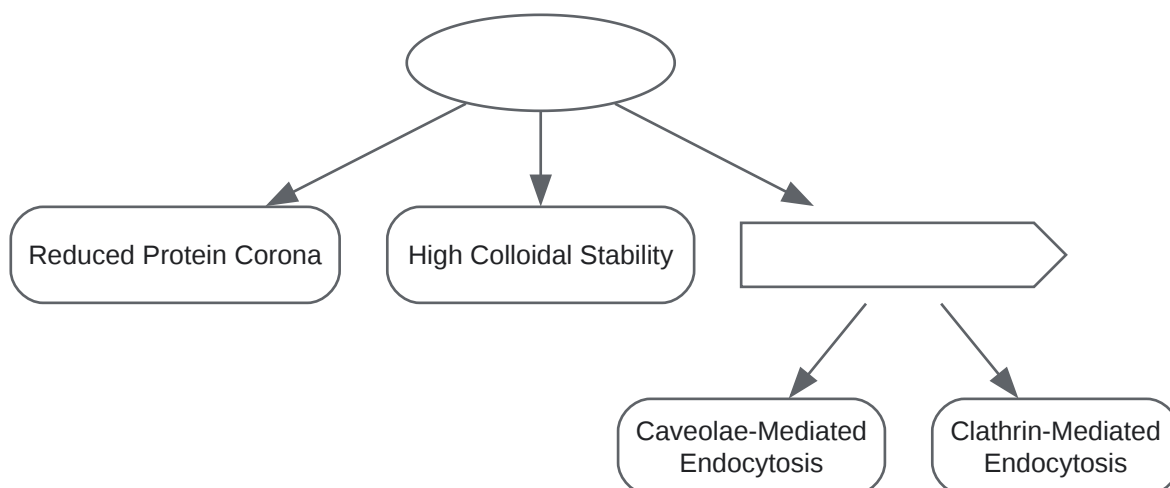 Reduced Protein Corona
High Colloidal Stability
Caveolae-Mediated
Endocytosis
Clathrin-Mediated
Endocytosis